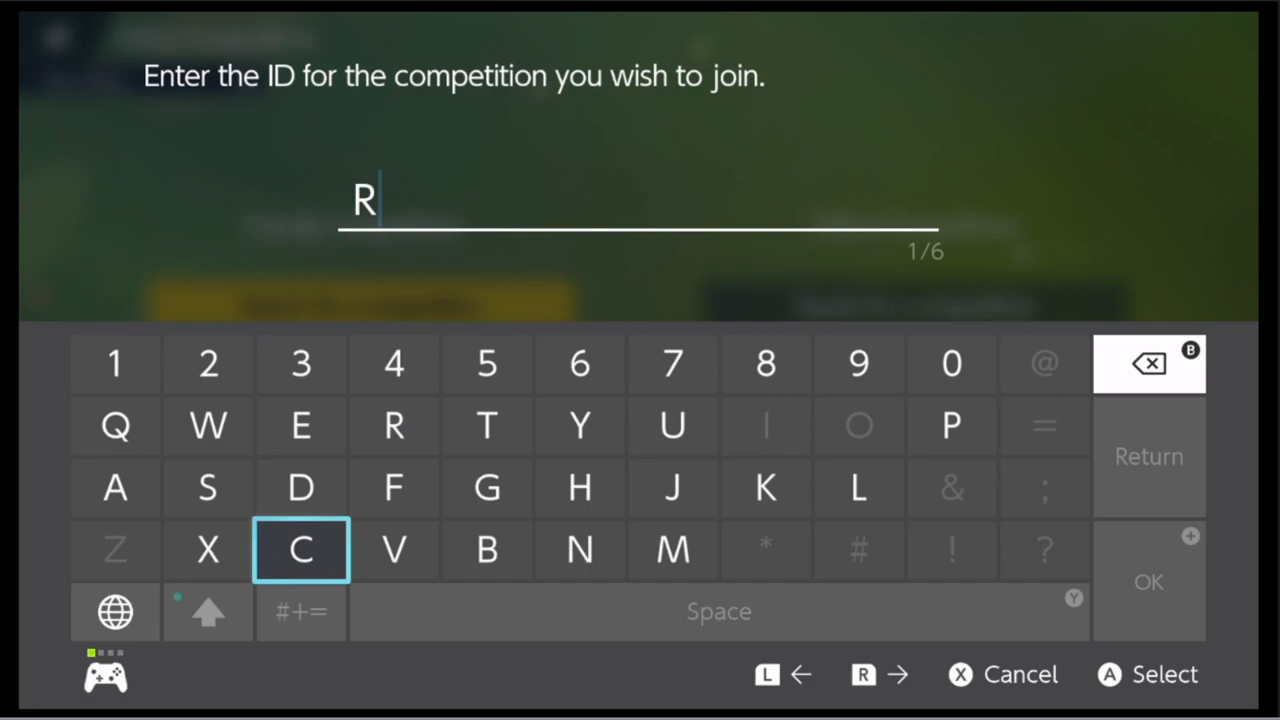 Enter the ID for the competition you wish to join.
R
1/6
1 2 3 4 5 6 7 8 9 0 @ B
Q W E R T Y U I O P =
Return
A S D F G H J K L & ;
Z X C V B N M * # ! ? +
OK
#+= Space Y
L ← R → X Cancel A Select